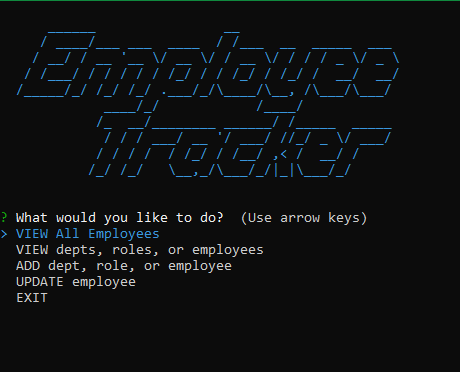 Employee
Tracker
? What would you like to do? (Use arrow keys)
> VIEW All Employees
VIEW depts, roles, or employees
ADD dept, role, or employee
UPDATE employee
EXIT